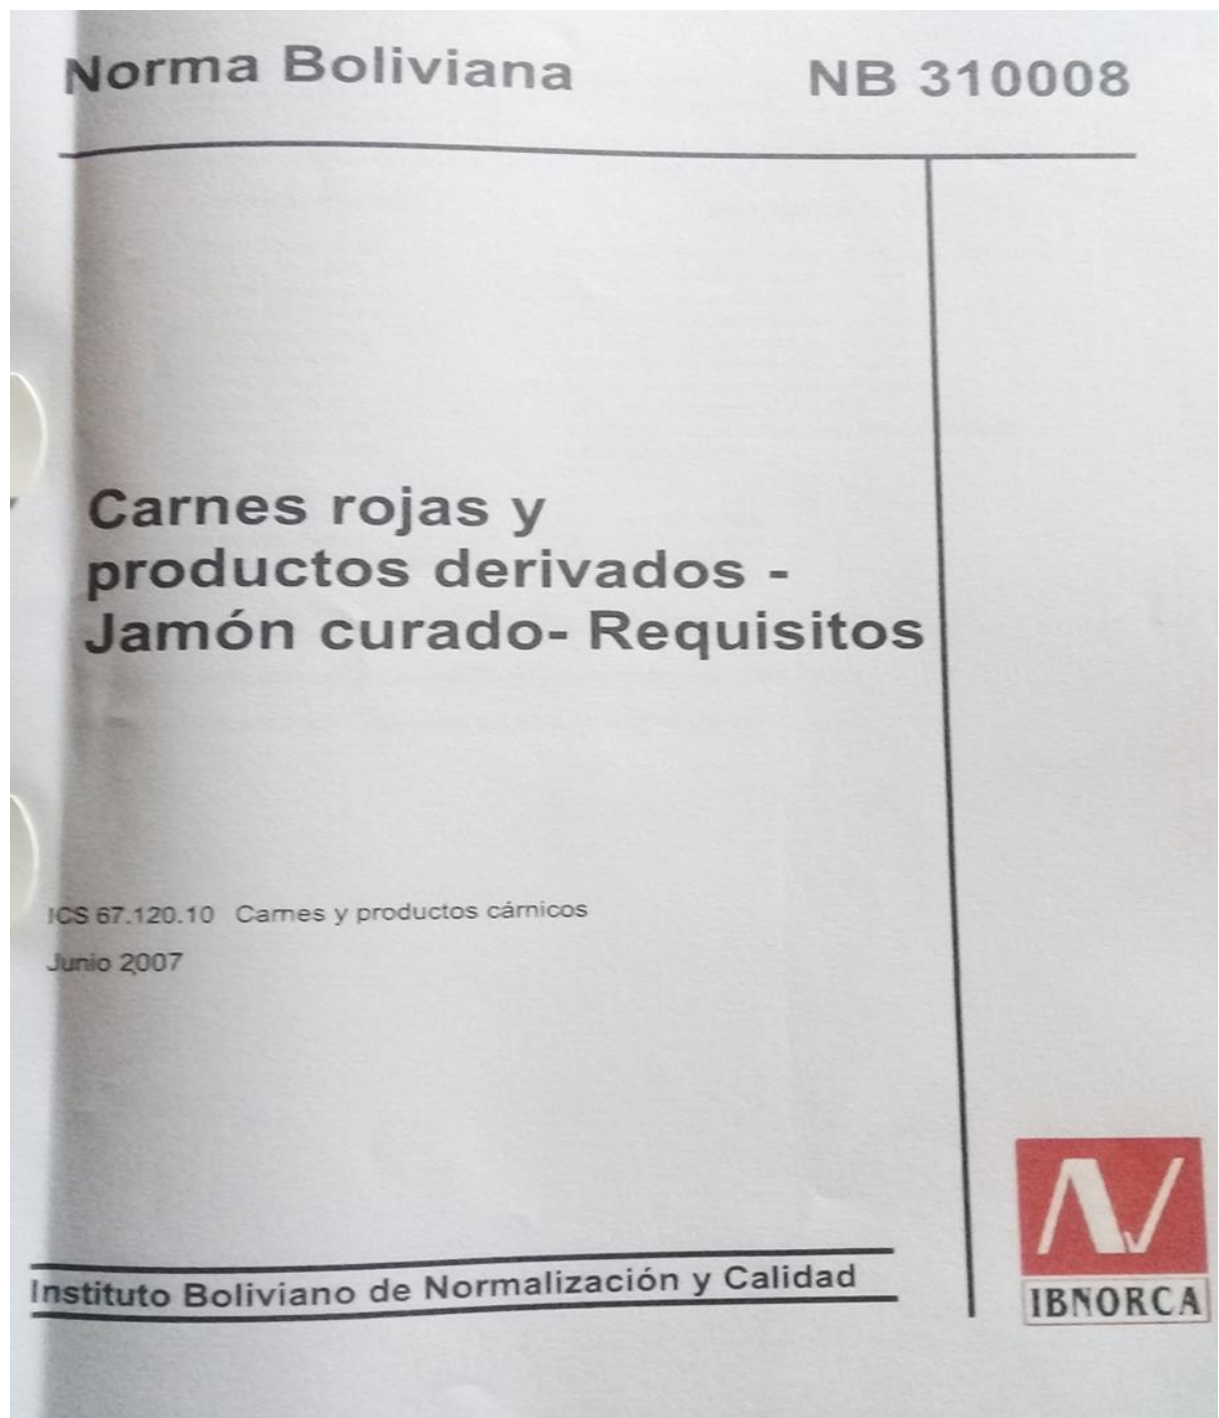 Norma Boliviana NB 310008
Carnes rojas y
productos derivados -
Jamón curado- Requisitos
ICS 67.120.10 Carnes y productos cárnicos
Junio 2007
Instituto Boliviano de Normalización y Calidad
IBNORCA